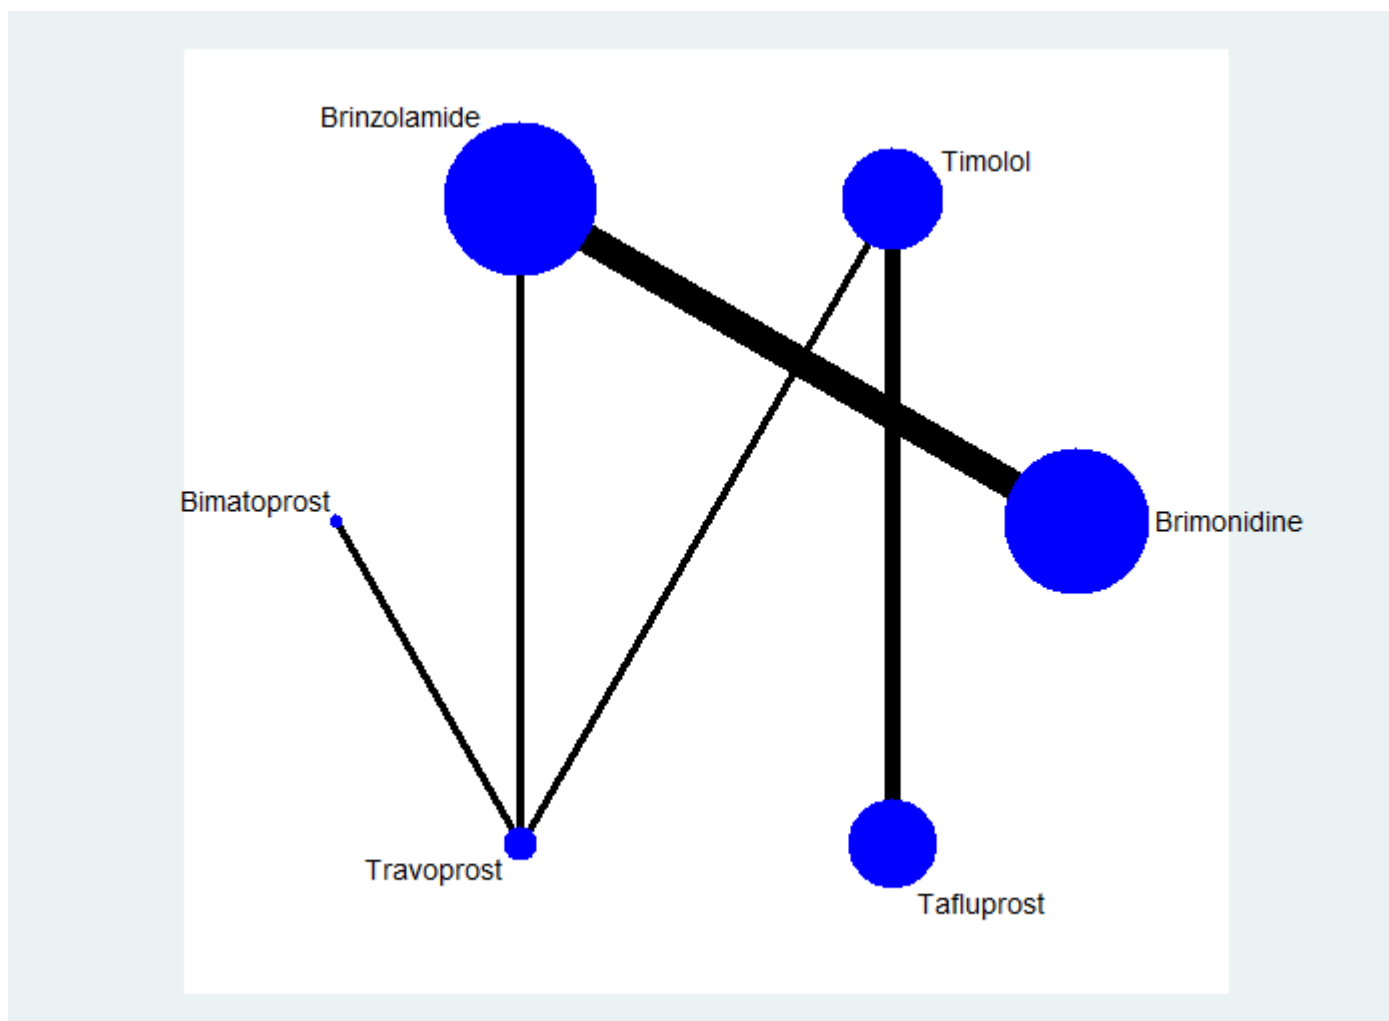 Brinzolamide
Timolol
Bimatoprost
Brimonidine
Travoprost
Tafluprost